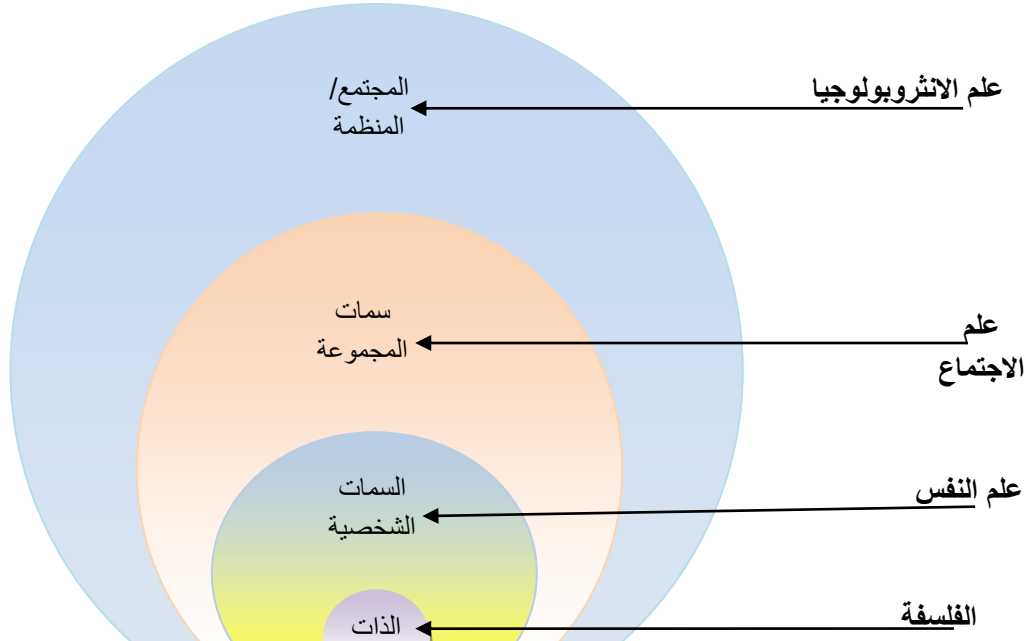 علم الانثروبولوجيا
المجتمع/
المنظمة
علم
الاجتماع
سمات
المجموعة
علم النفس
السمات
الشخصية
الفلسفة
الذات